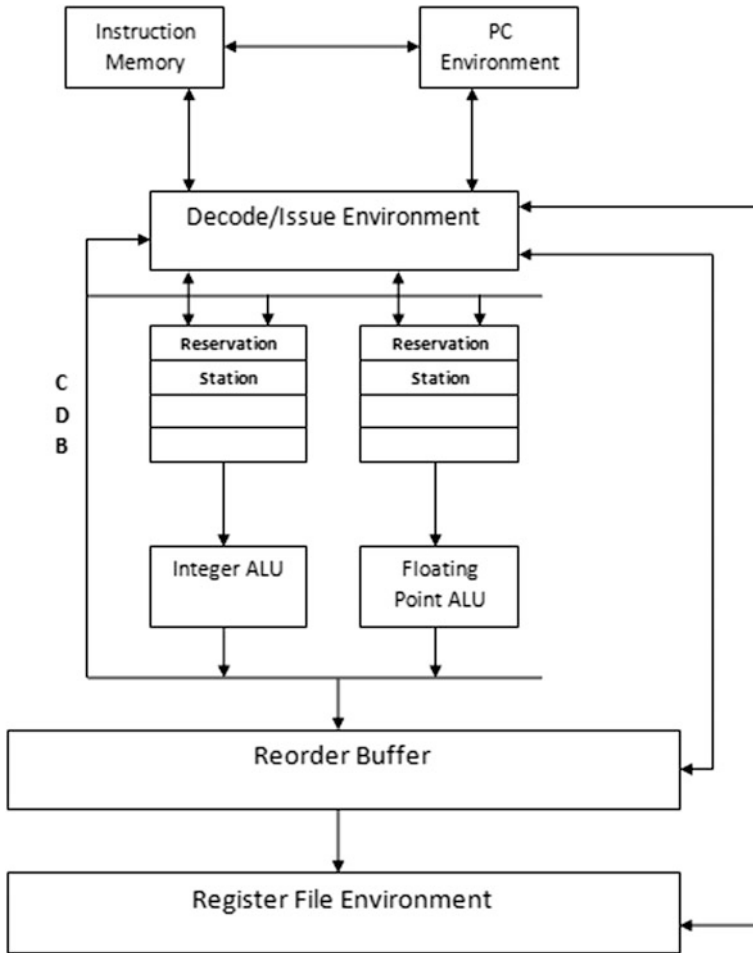 Instruction
Memory
PC
Environment
Decode/Issue Environment
Reservation
Station
Reservation
Station
C
D
B
Integer ALU
Floating
Point ALU
Reorder Buffer
Register File Environment